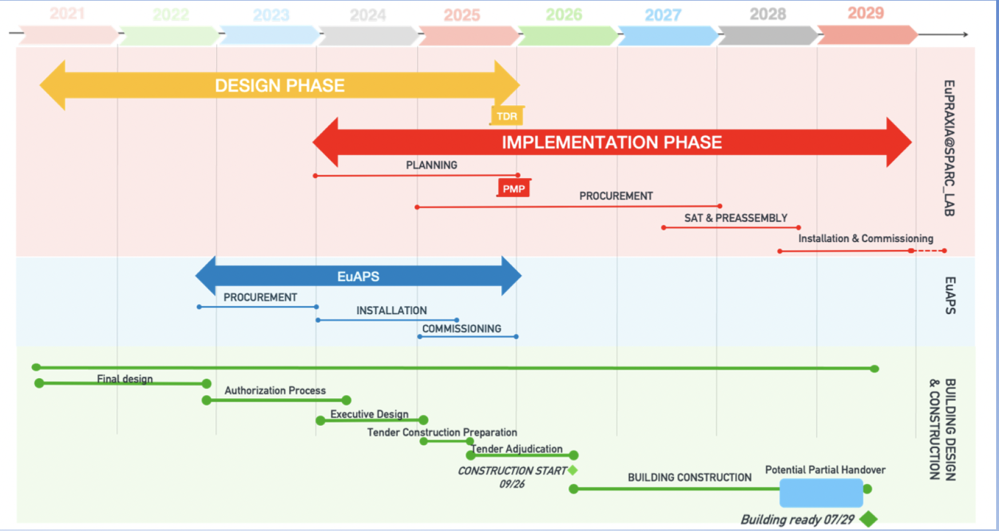 2021 2022 2023 2024 2025 2026 2027 2028 2029
DESIGN PHASE
TDR
IMPLEMENTATION PHASE
PLANNING
PMP
PROCUREMENT
SAT & PREASSEMBLY
Installation & Commissioning
EuPRAXIA@SPARC_LAB
EuAPS
PROCUREMENT
INSTALLATION
COMMISSIONING
EuAPS
Final design
Authorization Process
Executive Design
Tender Construction Preparation
Tender Adjudication
CONSTRUCTION START
09/26
BUILDING CONSTRUCTION
Potential Partial Handover
Building ready 07/29
BUILDING DESIGN
& CONSTRUCTION